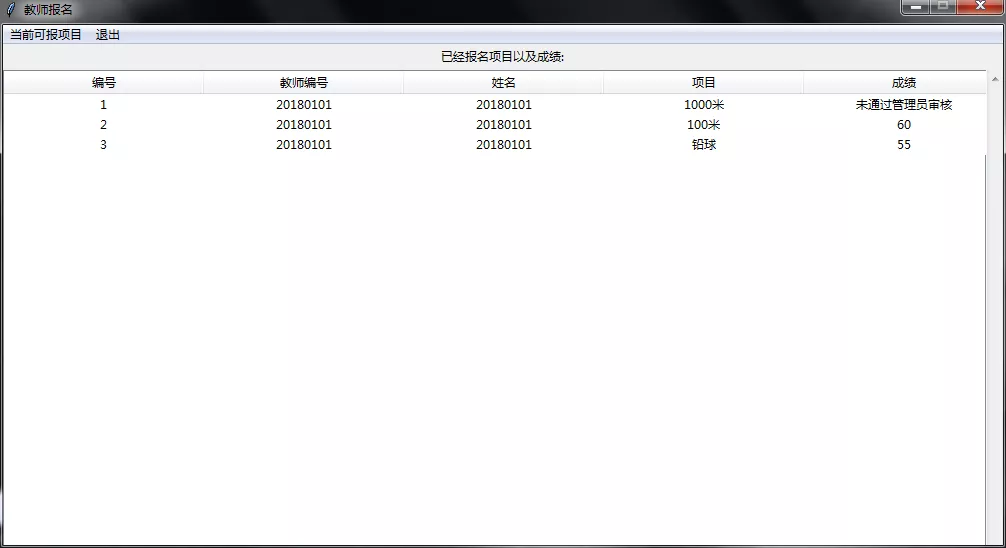 教师报名
当前可报项目 退出
已经报名项目以及成绩:
编号 教师编号 姓名 项目 成绩
1 20180101 20180101 1000米 未通过管理员审核
2 20180101 20180101 100米 60
3 20180101 20180101 铅球 55